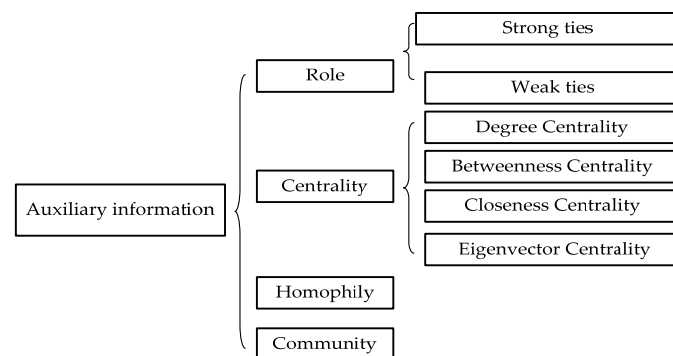 Strong ties
Role
Weak ties
Degree Centrality
Betweenness Centrality
Centrality
Auxiliary information
Closeness Centrality
Eigenvector Centrality
Homophily
Community